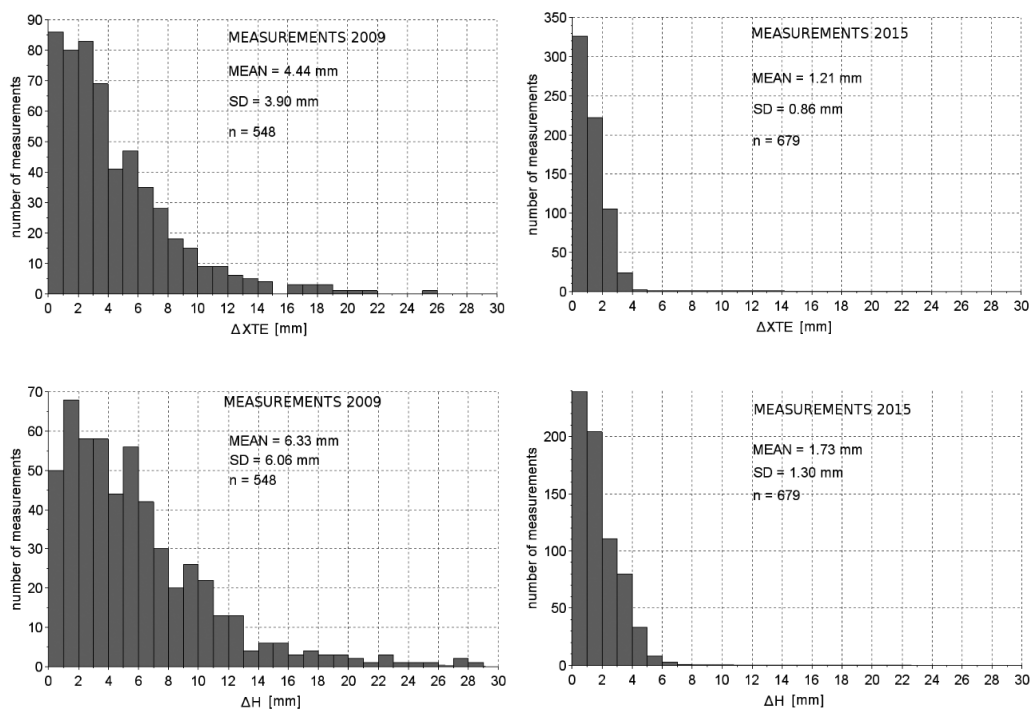 MEASUREMENTS 2009
MEAN = 4.44 mm
SD = 3.90 mm
n = 548
number of measurements
90
80
70
60
50
40
30
20
10
0
0 2 4 6 8 10 12 14 16 18 20 22 24 26 28 30
ΔXTE [mm]
MEASUREMENTS 2015
MEAN = 1.21 mm
SD = 0.86 mm
n = 679
number of measurements
350
300
250
200
150
100
50
0
0 2 4 6 8 10 12 14 16 18 20 22 24 26 28 30
ΔXTE [mm]
MEASUREMENTS 2009
MEAN = 6.33 mm
SD = 6.06 mm
n = 548
number of measurements
70
60
50
40
30
20
10
0
0 2 4 6 8 10 12 14 16 18 20 22 24 26 28 30
ΔH [mm]
MEASUREMENTS 2015
MEAN = 1.73 mm
SD = 1.30 mm
n = 679
number of measurements
200
150
100
50
0
0 2 4 6 8 10 12 14 16 18 20 22 24 26 28 30
ΔH [mm]